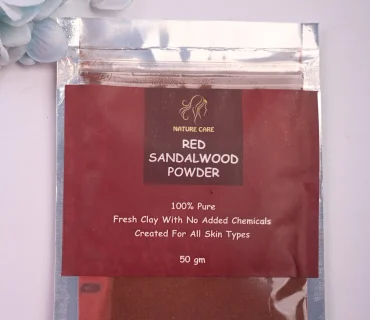 NATURE CARE
RED
SANDALWOOD
POWDER
100% Pure
Fresh Clay With No Added Chemicals
Created For All Skin Types
50 gm